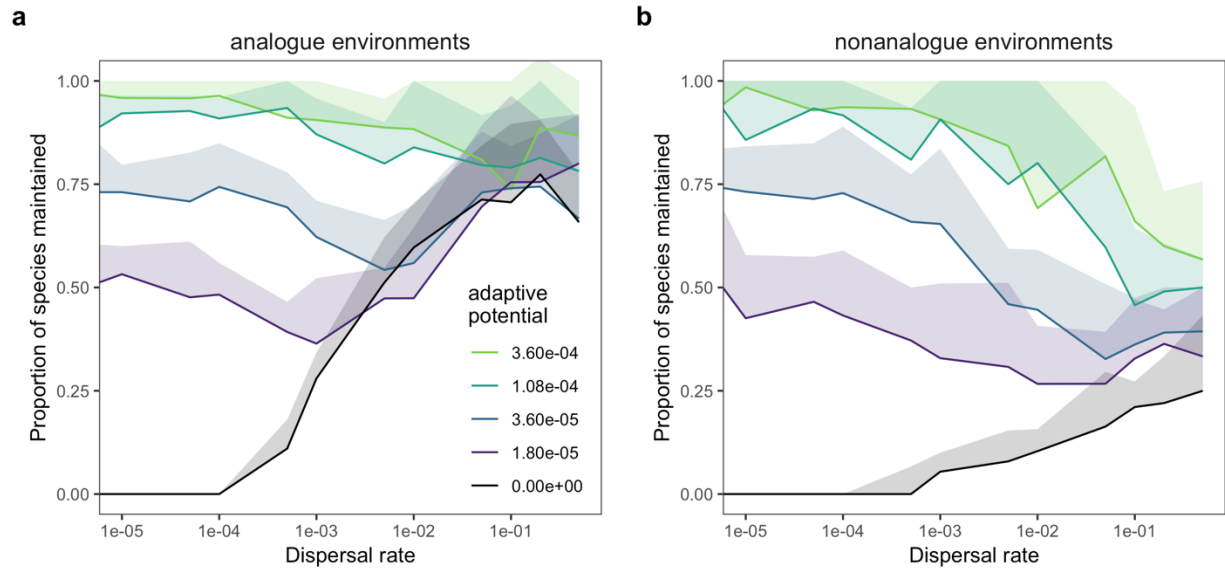 a
analogue environments
Proportion of species maintained
1.00
0.75
0.50
0.25
0.00
adaptive
potential
3.60e-04
1.08e-04
3.60e-05
1.80e-05
0.00e+00
1e-05
1e-04
1e-03
1e-02
1e-01
Dispersal rate
b
nonanalogue environments
Proportion of species maintained
1.00
0.75
0.50
0.25
0.00
1e-05
1e-04
1e-03
1e-02
1e-01
Dispersal rate